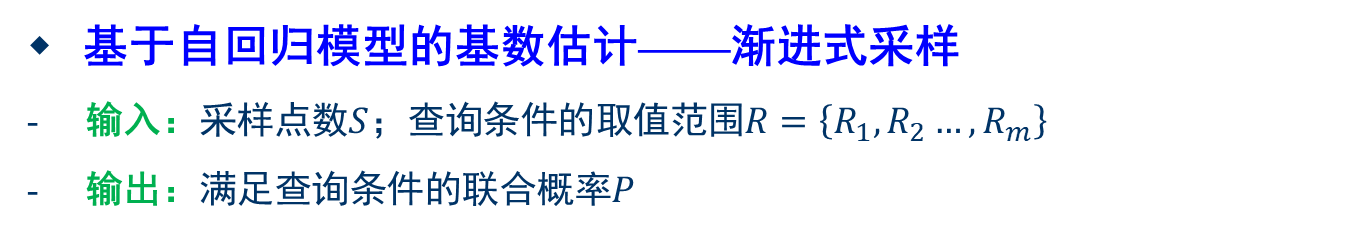 ◆ 基于自回归模型的基数估计——渐进式采样
- 输入：采样点数S；查询条件的取值范围R = {R₁, R₂ …, Rₘ}
- 输出：满足查询条件的联合概率P